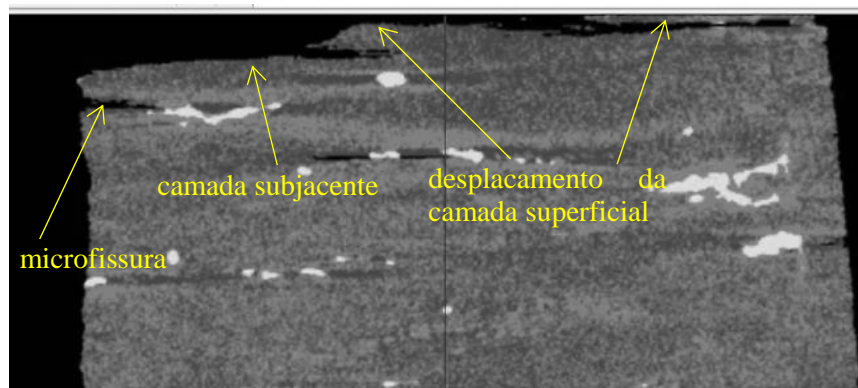 camada subjacente
desplacamento da
camada superficial
microfissura